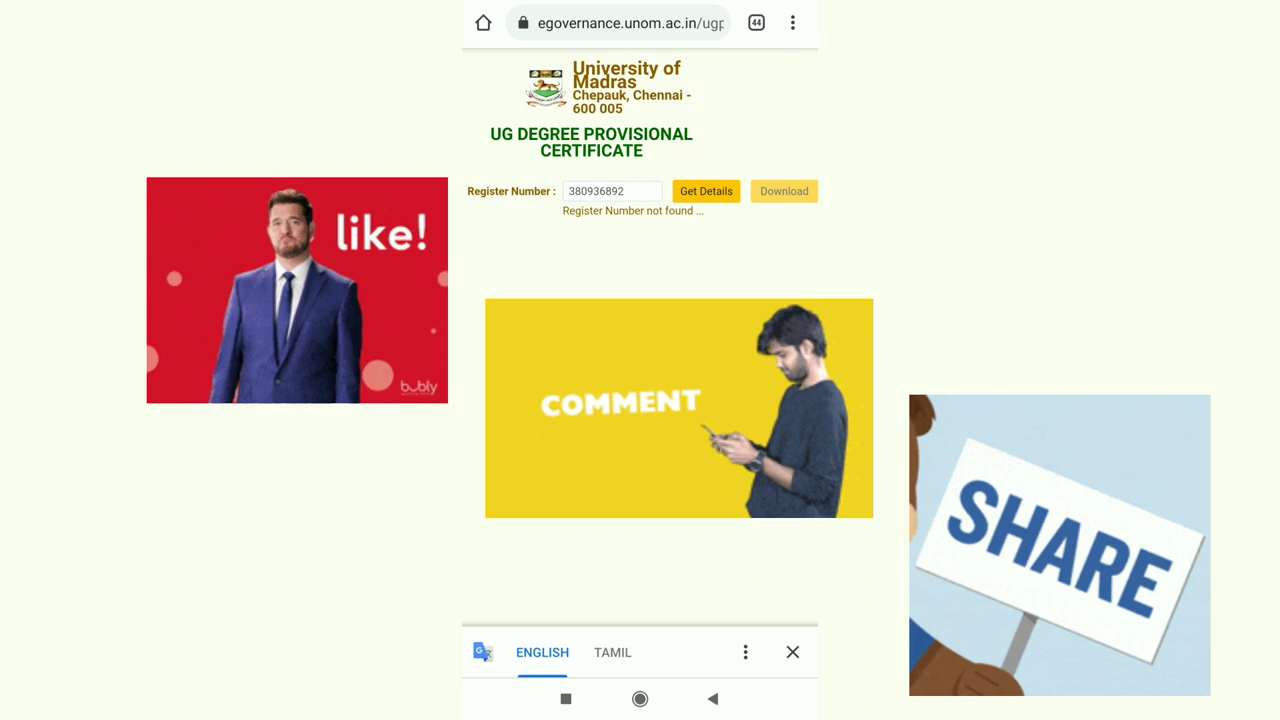 egovernance.unom.ac.in/ugp
44
University of
Madras
Chepauk, Chennai -
600 005
UG DEGREE PROVISIONAL
CERTIFICATE
Register Number : 380936892 Get Details Download
Register Number not found ...
like!
bubly
COMMENT
SHARE
G
ENGLISH TAMIL